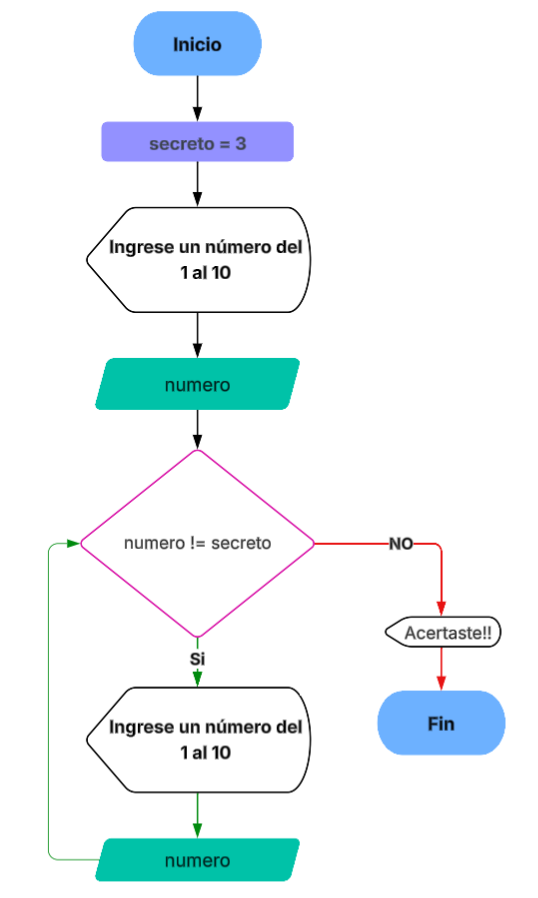 Inicio
secreto = 3
Ingrese un número del
1 al 10
numero
numero != secreto
NO
Acertaste!!
Si
Ingrese un número del
1 al 10
Fin
numero